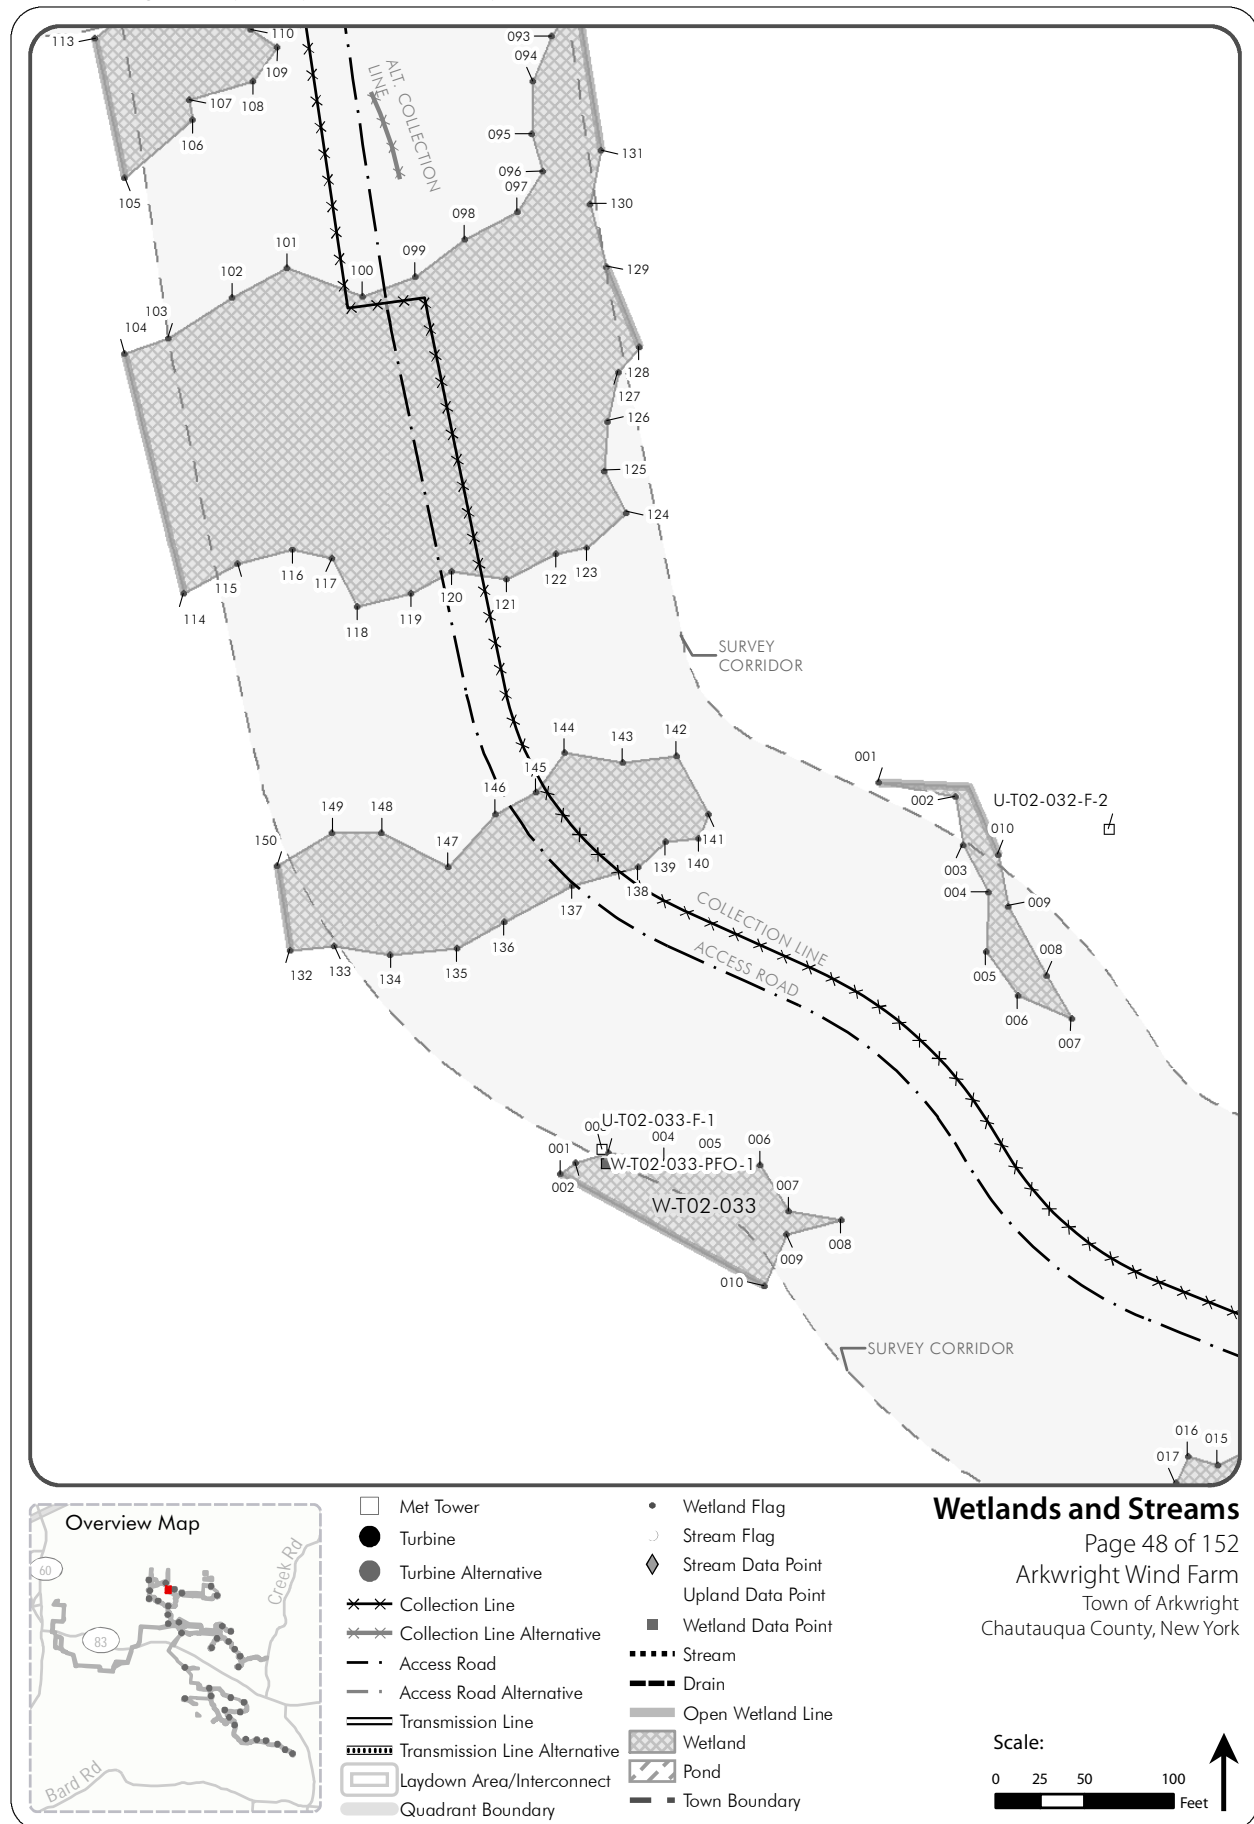 113
110
109
107
108
106
105
ALT. COLLECTION
LINE
093
094
095
096
097
098
099
100
101
102
103
104
131
130
129
128
127
126
125
124
123
122
121
120
119
118
117
116
115
114
SURVEY
CORRIDOR
144
143
142
145
146
141
140
139
138
149
148
147
150
137
136
135
134
133
132
COLLECTION LINE
ACCESS ROAD
001
002
U-T02-032-F-2
010
003
004
009
005
008
006
007
U-T02-033-F-1
004
005
006
001
W-T02-033-PFO-1
002
007
W-T02-033
008
009
010
SURVEY CORRIDOR
016
015
017
Overview Map
60
83
Creek Rd
Bard Rd
Met Tower
Turbine
Turbine Alternative
Collection Line
Collection Line Alternative
Access Road
Access Road Alternative
Transmission Line
Transmission Line Alternative
Laydown Area/Interconnect
Quadrant Boundary
Wetland Flag
Stream Flag
Stream Data Point
Upland Data Point
Wetland Data Point
Stream
Drain
Open Wetland Line
Wetland
Pond
Town Boundary
Wetlands and Streams
Page 48 of 152
Arkwright Wind Farm
Town of Arkwright
Chautauqua County, New York
Scale:
0 25 50 100
Feet